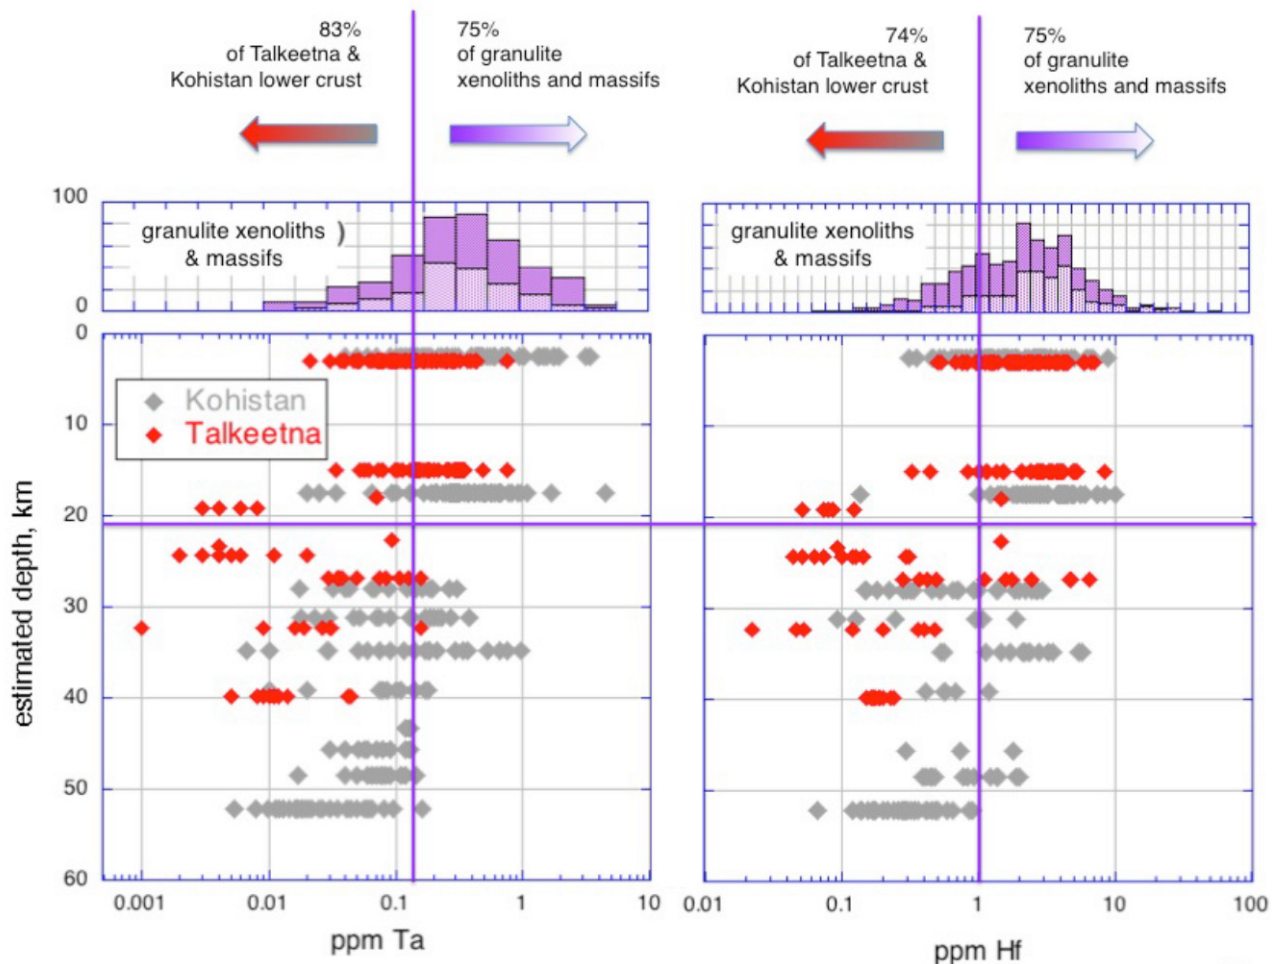 83%
of Talkeetna &
Kohistan lower crust
75%
of granulite
xenoliths and massifs
74%
of Talkeetna &
Kohistan lower crust
75%
of granulite
xenoliths and massifs
100
0
granulite xenoliths )
& massifs
granulite xenoliths
& massifs
estimated depth, km
0
10
20
30
40
50
60
Kohistan
Talkeetna
0.001 0.01 0.1 1 10
ppm Ta
0.01 0.1 1 10 100
ppm Hf